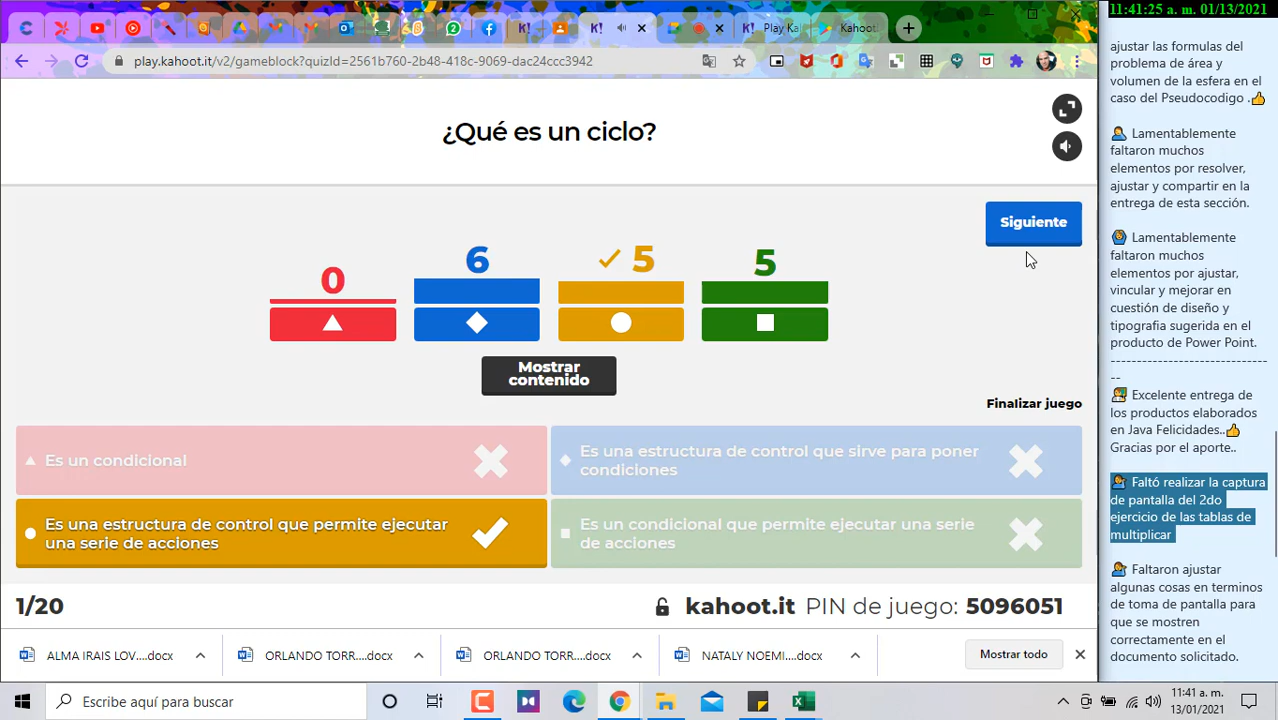 11:41:25 a. m. 01/13/2021
K! Play Ka
Kahoot!
play.kahoot.it/v2/gameblock?quizId=2561b760-2b48-418c-9069-dac24ccc3942
¿Qué es un ciclo?
Siguiente
0
6
5
5
Mostrar
contenido
Finalizar juego
Es un condicional
Es una estructura de control que sirve para poner
condiciones
Es una estructura de control que permite ejecutar
una serie de acciones
Es un condicional que permite ejecutar una serie
de acciones
1/20
kahoot.it PIN de juego: 5096051
ALMA IRAIS LOV....docx
ORLANDO TORR....docx
ORLANDO TORR....docx
NATALY NOEMI....docx
Mostrar todo
Escribe aquí para buscar
11:41 a. m.
13/01/2021
ajustar las formulas del
problema de área y
volumen de la esfera en el
caso del Pseudocodigo .👍
Lamentablemente
faltaron muchos
elementos por resolver,
ajustar y compartir en la
entrega de esta sección.
Lamentablemente
faltaron muchos
elementos por ajustar,
vincular y mejorar en
cuestión de diseño y
tipografia sugerida en el
producto de Power Point.
----------------------------
--
Excelente entrega de
los productos elaborados
en Java Felicidades..👍
Gracias por el aporte..
Faltó realizar la captura
de pantalla del 2do
ejercicio de las tablas de
multiplicar
Faltaron ajustar
algunas cosas en terminos
de toma de pantalla para
que se mostren
correctamente en el
documento solicitado.